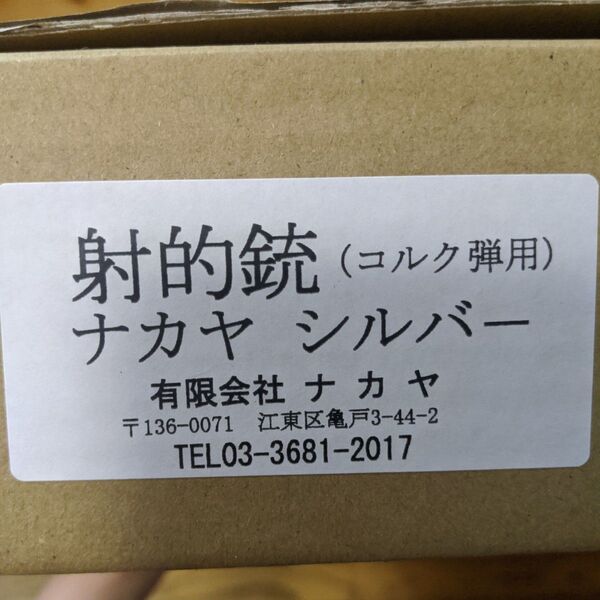 射的銃(コルク弾用)
ナカヤ シルバー
有限会社 ナカヤ
〒136-0071 江東区亀戸3-44-2
TEL03-3681-2017